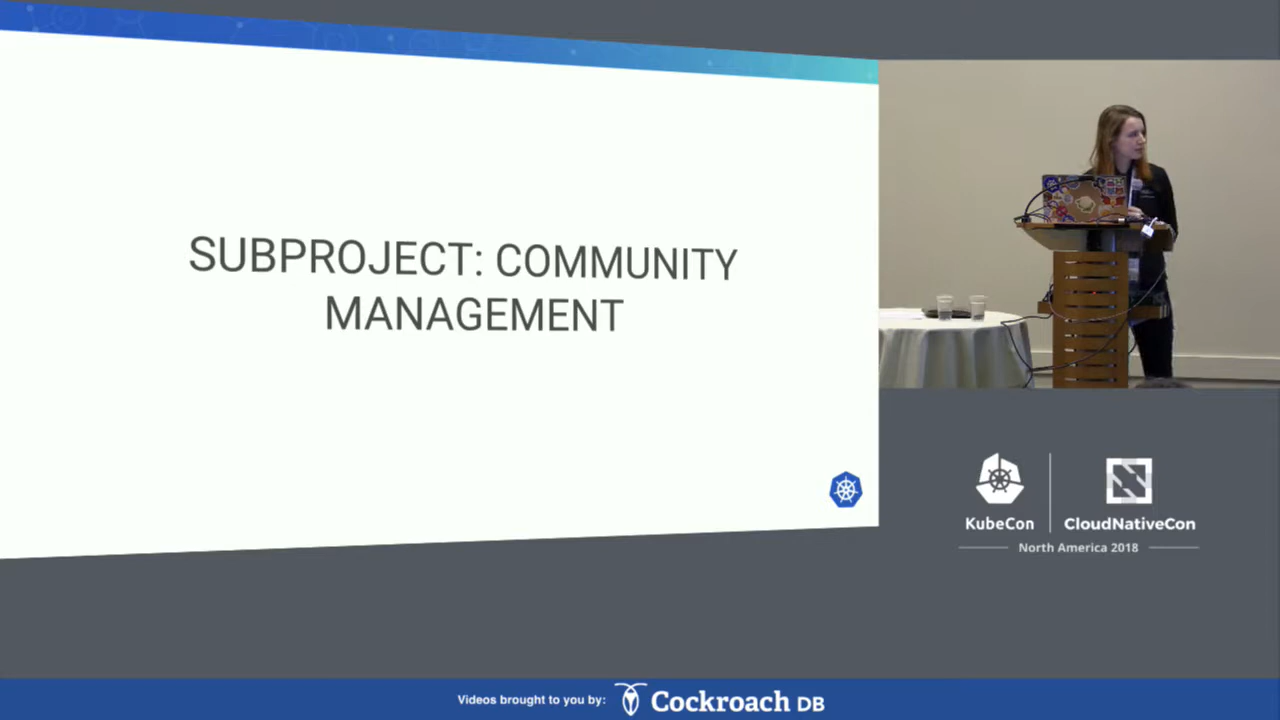 SUBPROJECT: COMMUNITY
MANAGEMENT
KubeCon
CloudNativeCon
North America 2018
Videos brought to you by:
Cockroach DB